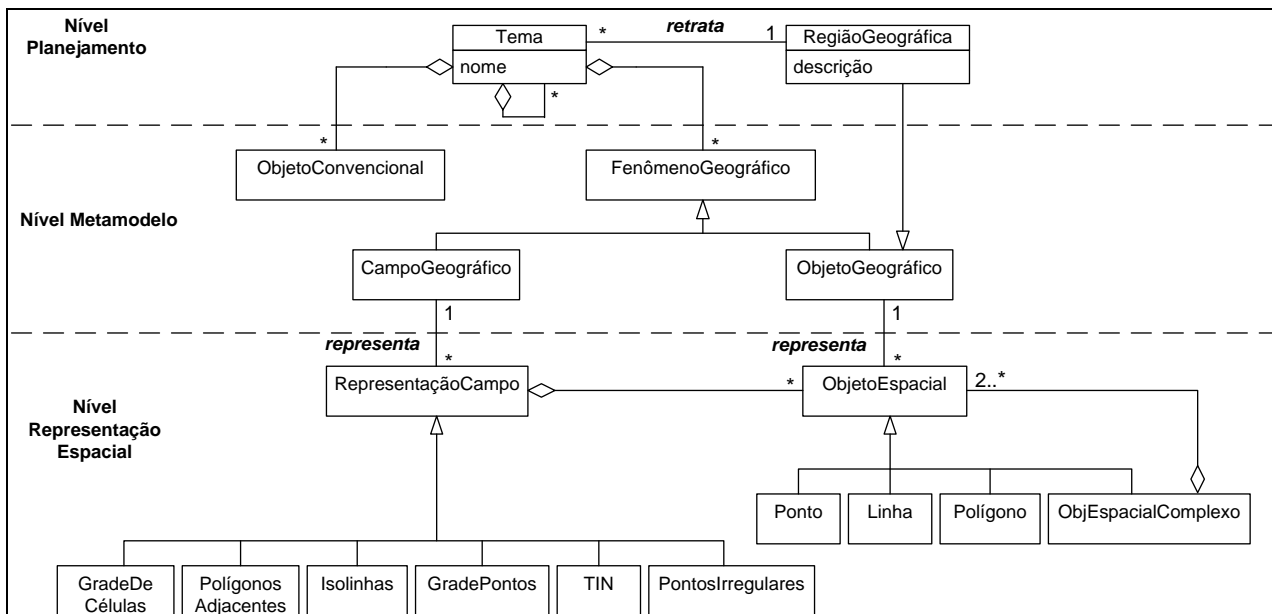 Nível
Planejamento
Tema
nome
*
retrata
1
RegiãoGeográfica
descrição
*
*
*
ObjetoConvencional
FenômenoGeográfico
Nível Metamodelo
CampoGeográfico
ObjetoGeográfico
1
1
representa
representa
*
*
RepresentaçãoCampo
*
ObjetoEspacial
2..*
Nível
Representação
Espacial
Ponto
Linha
Polígono
ObjEspacialComplexo
GradeDe
Células
Polígonos
Adjacentes
Isolinhas
GradePontos
TIN
PontosIrregulares